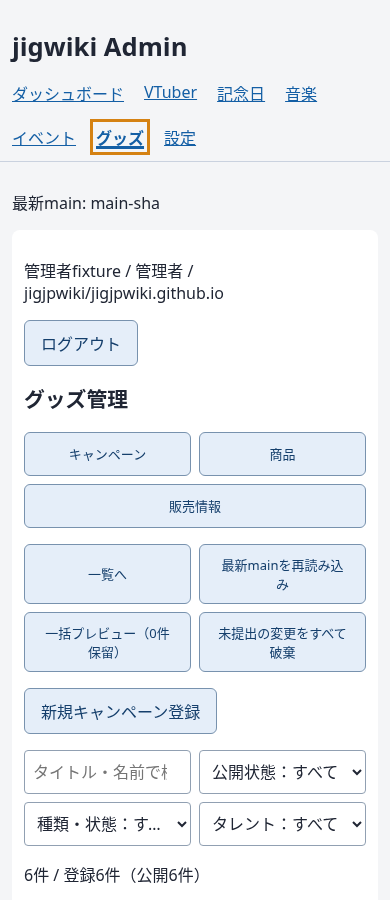 jigwiki Admin
ダッシュボード VTuber 記念日 音楽
イベント グッズ 設定
最新main: main-sha
管理者fixture / 管理者 /
jigjpwiki/jigjpwiki.github.io
ログアウト
グッズ管理
キャンペーン 商品
販売情報
一覧へ 最新mainを再読み込
み
一括プレビュー（0件
保留） 未提出の変更をすべて
破棄
新規キャンペーン登録
タイトル・名前で 公開状態：すべて
種類・状態：す... タレント：すべて
6件 / 登録6件（公開6件）